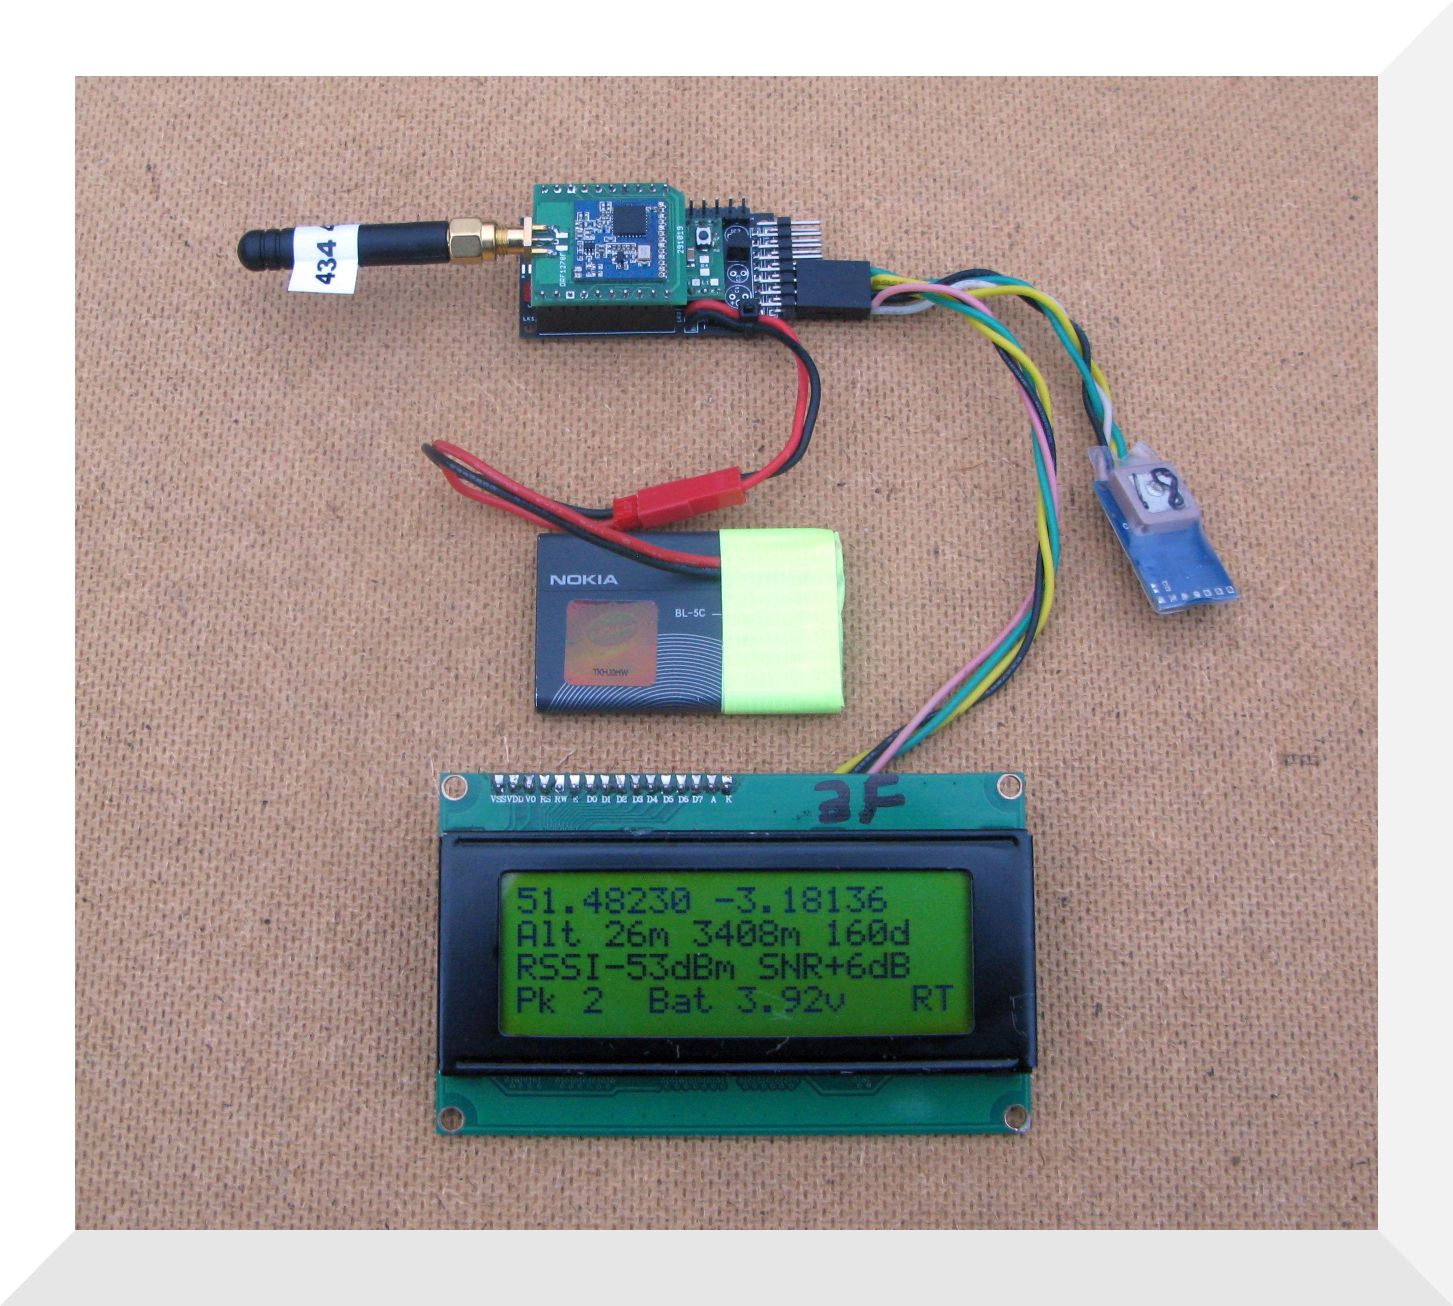 434
DRF1278F
291019
NOKIA
BL-5C
VSS VDD V0 RS RW E D0 D1 D2 D3 D4 D5 D6 D7 A K
3F
51.48230 -3.18136
Alt 26m 3408m 160d
RSSI-53dBm SNR+6dB
Pk 2 Bat 3.92v RT